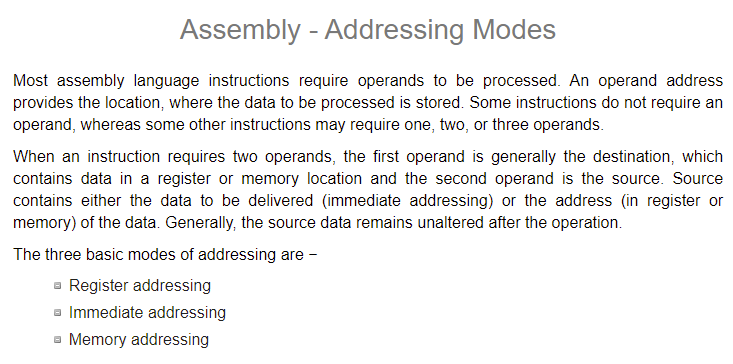 Assembly - Addressing Modes
Most assembly language instructions require operands to be processed. An operand address
provides the location, where the data to be processed is stored. Some instructions do not require an
operand, whereas some other instructions may require one, two, or three operands.
When an instruction requires two operands, the first operand is generally the destination, which
contains data in a register or memory location and the second operand is the source. Source
contains either the data to be delivered (immediate addressing) or the address (in register or
memory) of the data. Generally, the source data remains unaltered after the operation.
The three basic modes of addressing are −
Register addressing
Immediate addressing
Memory addressing